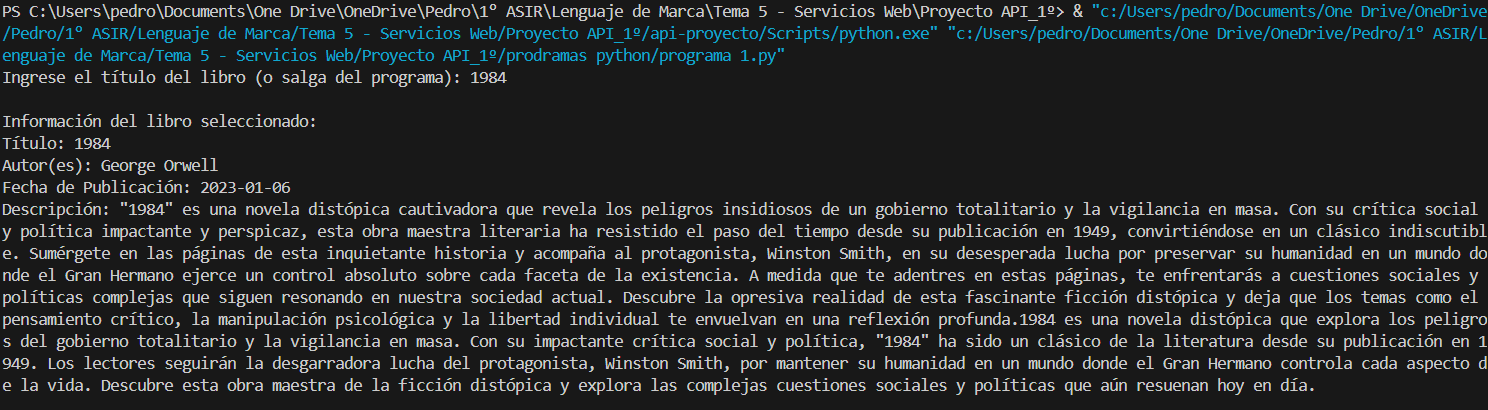 PS C:\Users\pedro\Documents\One Drive\OneDrive\Pedro\1º ASIR\Lenguaje de Marca\Tema 5 - Servicios Web\Proyecto API_1º> & "c:/Users/pedro/Documents/One Drive/OneDrive
/Pedro/1º ASIR/Lenguaje de Marca/Tema 5 - Servicios Web/Proyecto API_1º/api-proyecto/Scripts/python.exe" "c:/Users/pedro/Documents/One Drive/OneDrive/Pedro/1º ASIR/L
enguaje de Marca/Tema 5 - Servicios Web/Proyecto API_1º/prodramas python/programa 1.py"
Ingrese el título del libro (o salga del programa): 1984
Información del libro seleccionado:
Título: 1984
Autor(es): George Orwell
Fecha de Publicación: 2023-01-06
Descripción: "1984" es una novela distópica cautivadora que revela los peligros insidiosos de un gobierno totalitario y la vigilancia en masa. Con su crítica social
y política impactante y perspicaz, esta obra maestra literaria ha resistido el paso del tiempo desde su publicación en 1949, convirtiéndose en un clásico indiscutibl
e. Sumérgete en las páginas de esta inquietante historia y acompaña al protagonista, Winston Smith, en su desesperada lucha por preservar su humanidad en un mundo do
nde el Gran Hermano ejerce un control absoluto sobre cada faceta de la existencia. A medida que te adentres en estas páginas, te enfrentarás a cuestiones sociales y
políticas complejas que siguen resonando en nuestra sociedad actual. Descubre la opresiva realidad de esta fascinante ficción distópica y deja que los temas como el
pensamiento crítico, la manipulación psicológica y la libertad individual te envuelvan en una reflexión profunda.1984 es una novela distópica que explora los peligro
s del gobierno totalitario y la vigilancia en masa. Con su impactante crítica social y política, "1984" ha sido un clásico de la literatura desde su publicación en 1
949. Los lectores seguirán la desgarradora lucha del protagonista, Winston Smith, por mantener su humanidad en un mundo donde el Gran Hermano controla cada aspecto d
e la vida. Descubre esta obra maestra de la ficción distópica y explora las complejas cuestiones sociales y políticas que aún resuenan hoy en día.